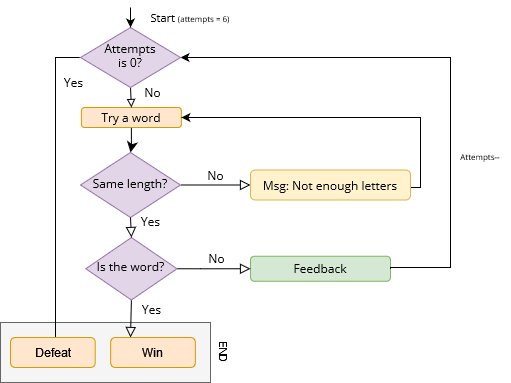 Start (attempts = 6)
Attempts
is 0?
Yes
No
Try a word
Attempts--
Same length?
No
Msg: Not enough letters
Yes
Is the word?
No
Feedback
Yes
Defeat
Win
END